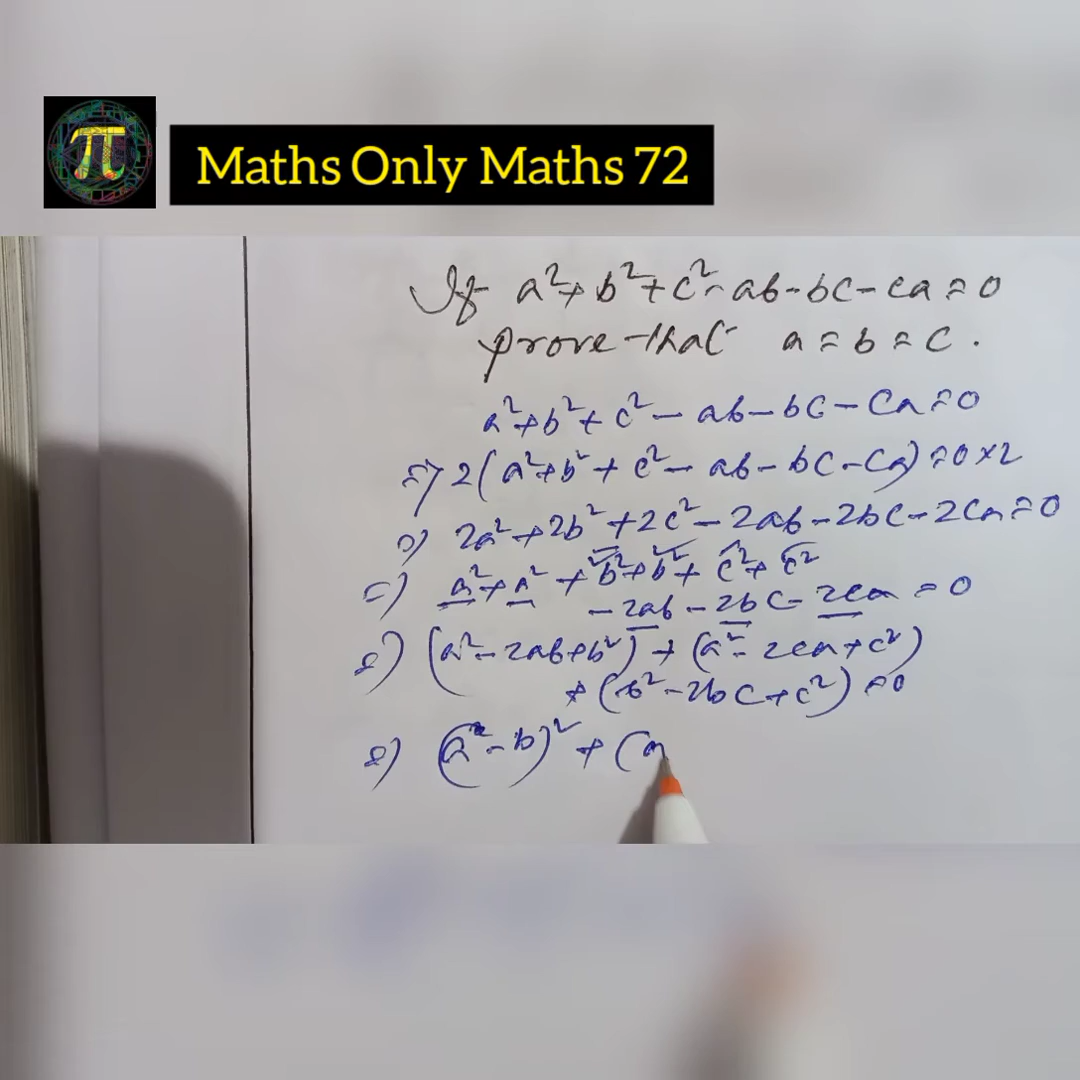 π
Maths Only Maths 72
If a²+b²+c²-ab-bc-ca=0
prove that a=b=c.
a²+b²+c²-ab-bc-ca=0
⇒ 2(a²+b²+c²-ab-bc-ca)=0×2
⇒ 2a²+2b²+2c²-2ab-2bc-2ca=0
⇒ a²+a²+b²+b²+c²+c²
-2ab-2bc-2ca=0
⇒ (a²-2ab+b²)+(a²-2ca+c²)
+(b²-2bc+c²)=0
⇒ (a-b)²+(a